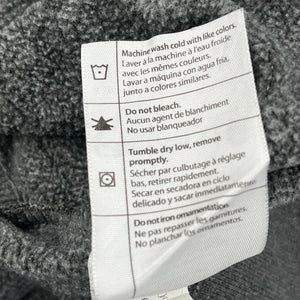 Machine wash cold with like colors.
Laver à la machine à l'eau froide
avec les mêmes couleurs.
Lavar a máquina con agua fria,
junto a colores similares.
Do not bleach.
Aucun agent de blanchiment
No usar blanqueador
Tumble dry low, remove
promptly.
Sécher par culbutage à réglage
bas, retirer rapidement.
Secar en secadora en ciclo
delicado y sacar inmediatamente
Do not iron ornamentation.
Ne pas repasser les garnitures.
No planchar los ornamentos.